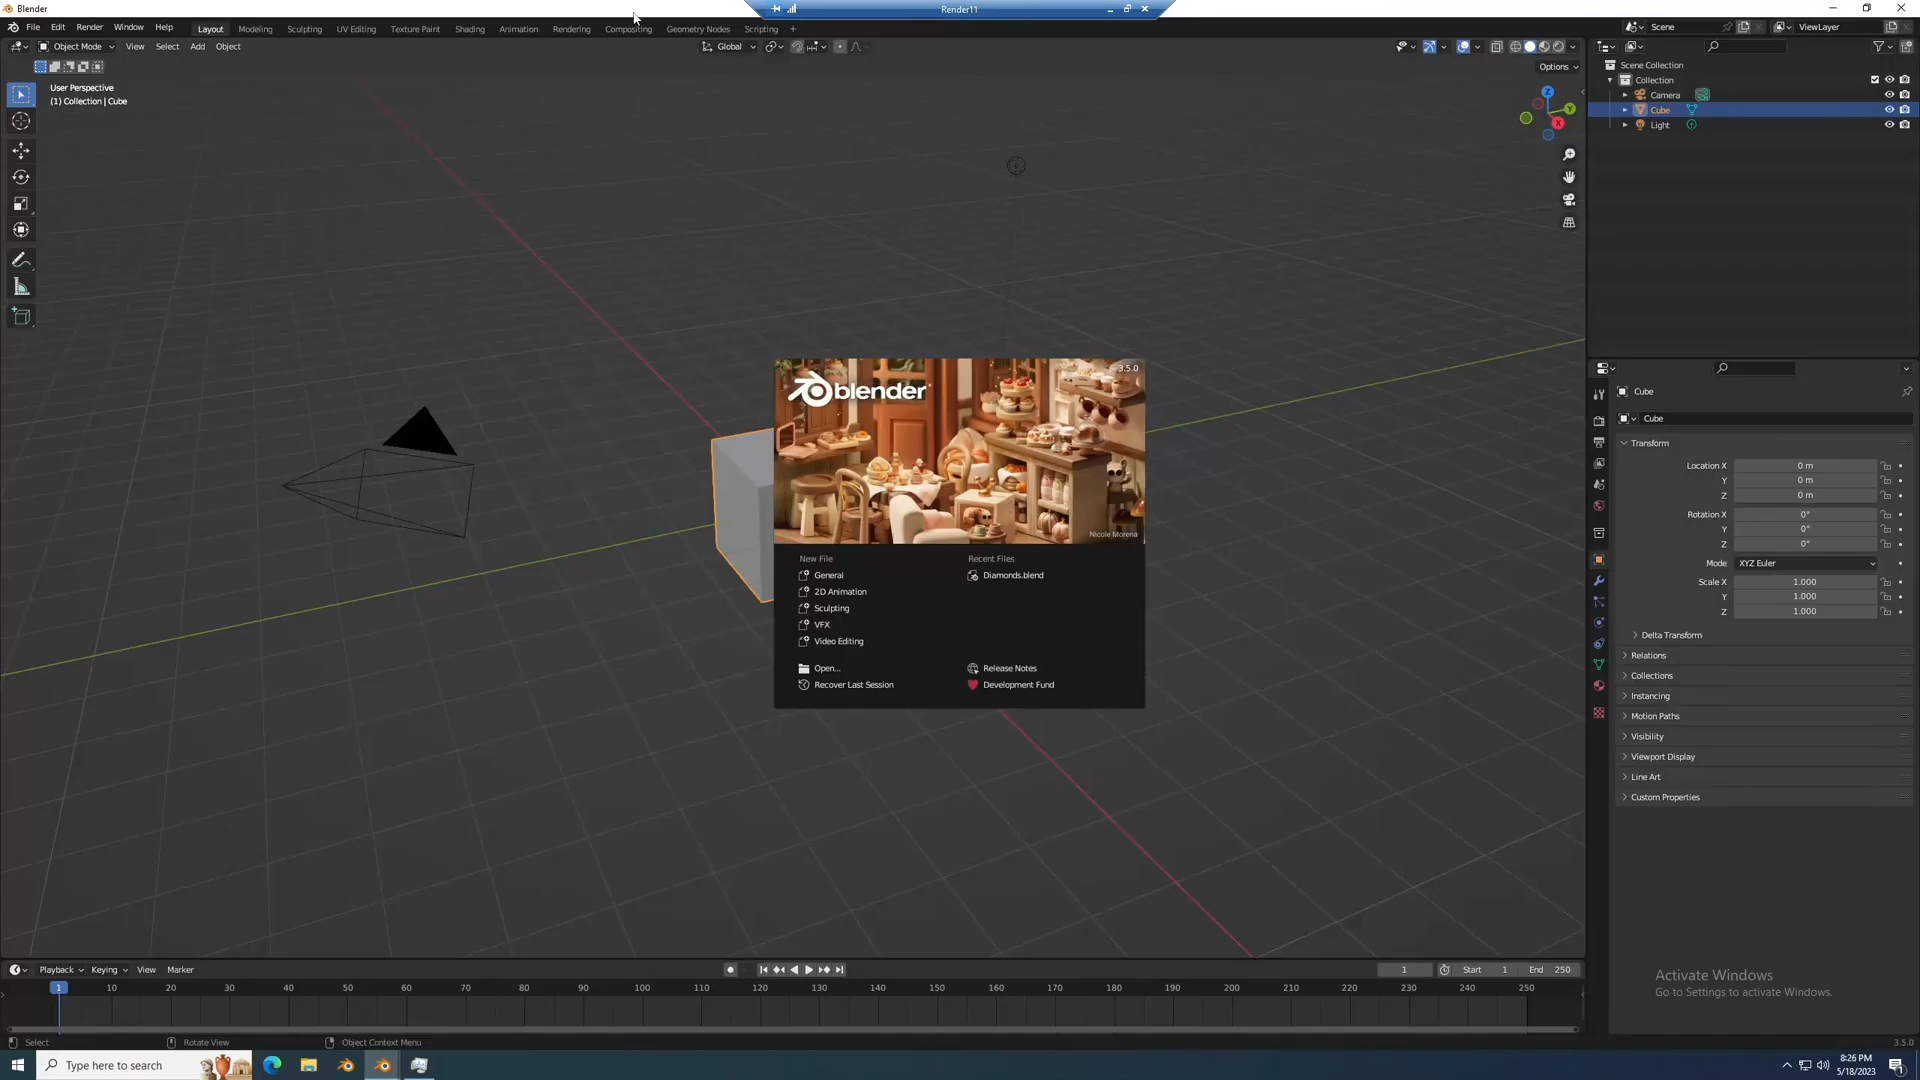 Blender
Render11
File Edit Render Window Help
Layout Modeling Sculpting UV Editing Texture Paint Shading Animation Rendering Compositing Geometry Nodes Scripting +
Scene
ViewLayer
Object Mode View Select Add Object
Global
Options
User Perspective
(1) Collection | Cube
Z
Y
X
Scene Collection
Collection
Camera
Cube
Light
blender
3.5.0
Nicole Morena
New File
General
2D Animation
Sculpting
VFX
Video Editing
Open...
Recover Last Session
Recent Files
Diamonds.blend
Release Notes
Development Fund
Cube
Cube
Transform
Location X 0 m
Y 0 m
Z 0 m
Rotation X 0°
Y 0°
Z 0°
Mode XYZ Euler
Scale X 1.000
Y 1.000
Z 1.000
Delta Transform
Relations
Collections
Instancing
Motion Paths
Visibility
Viewport Display
Line Art
Custom Properties
Activate Windows
Go to Settings to activate Windows.
Playback Keying View Marker
1
Start 1
End 250
1 10 20 30 40 50 60 70 80 90 100 110 120 130 140 150 160 170 180 190 200 210 220 230 240 250
Select
Rotate View
Object Context Menu
3.5.0
Type here to search
8:26 PM
5/18/2023
1